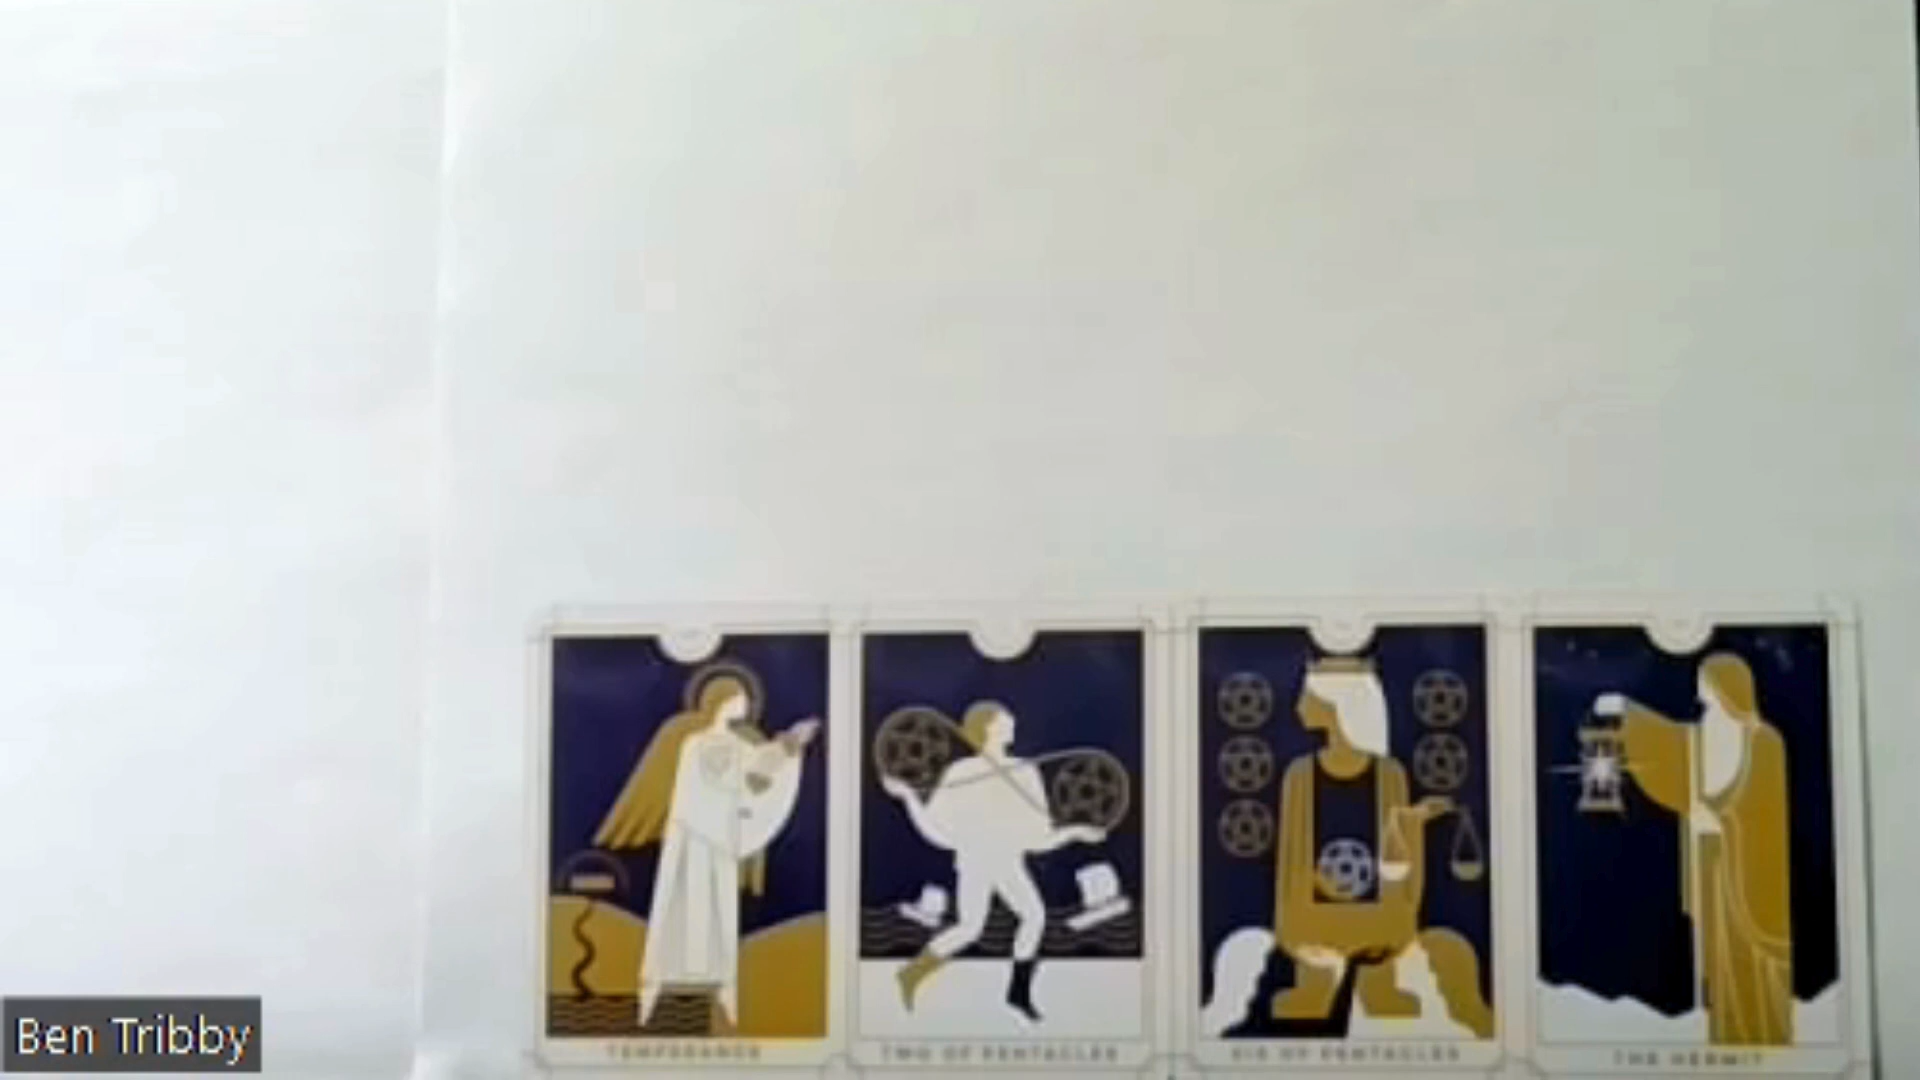 TEMPERANCE
TWO OF PENTACLES
SIX OF PENTACLES
THE HERMIT
Ben Tribby